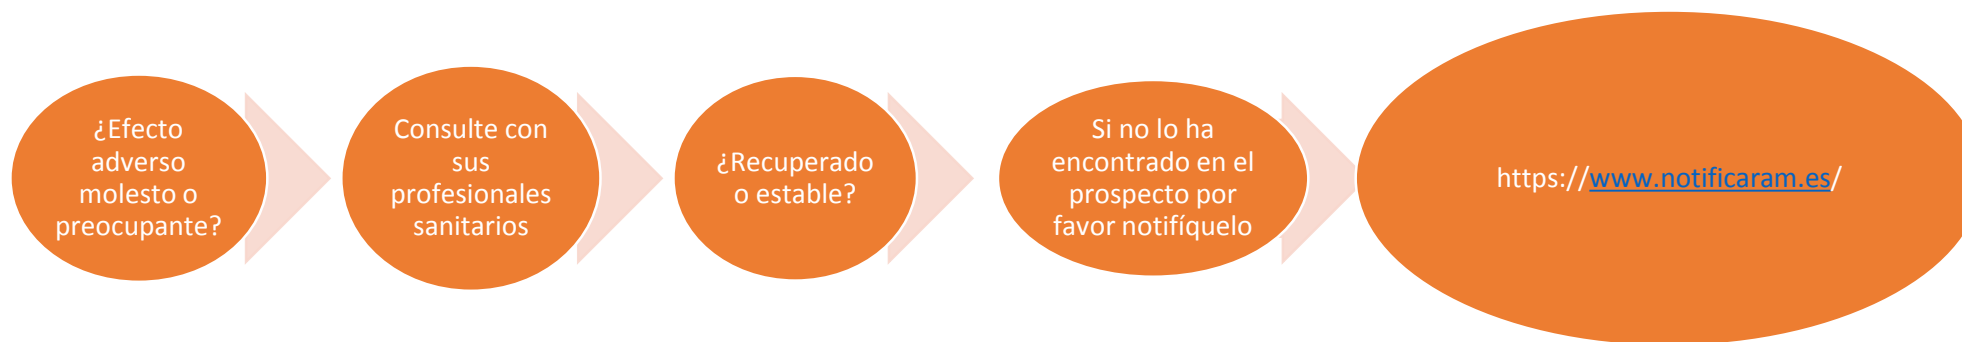 ¿Efecto
adverso
molesto o
preocupante?
Consulte con
sus
profesionales
sanitarios
¿Recuperado
o estable?
Si no lo ha
encontrado en el
prospecto por
favor notifíquelo
https://www.notificaram.es/